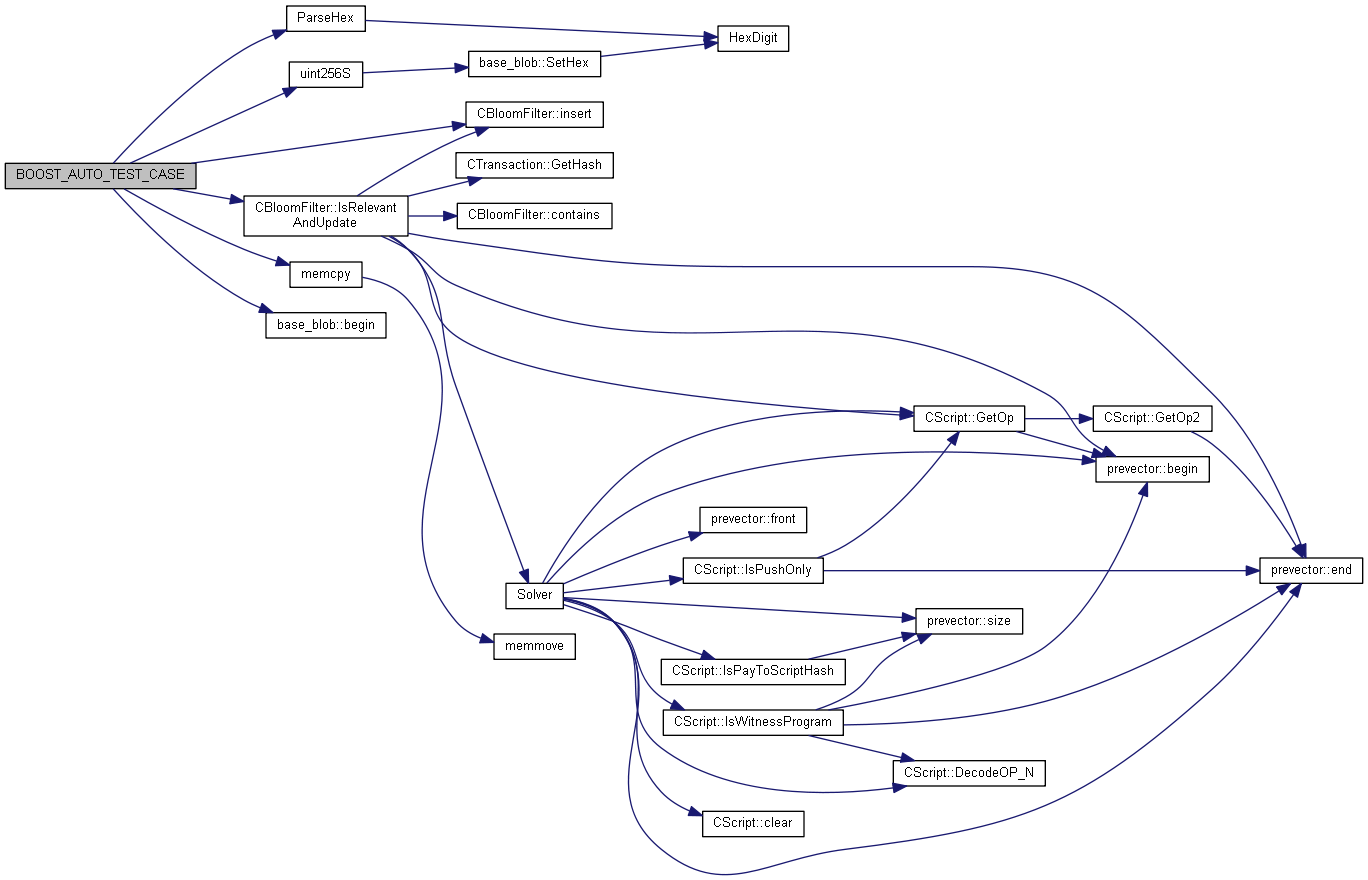 ParseHex
HexDigit
uint256S
base_blob::SetHex
CBloomFilter::insert
BOOST_AUTO_TEST_CASE
CTransaction::GetHash
CBloomFilter::IsRelevant
AndUpdate
CBloomFilter::contains
memcpy
base_blob::begin
CScript::GetOp
CScript::GetOp2
prevector::begin
prevector::front
CScript::IsPushOnly
prevector::end
Solver
prevector::size
memmove
CScript::IsPayToScriptHash
CScript::IsWitnessProgram
CScript::DecodeOP_N
CScript::clear